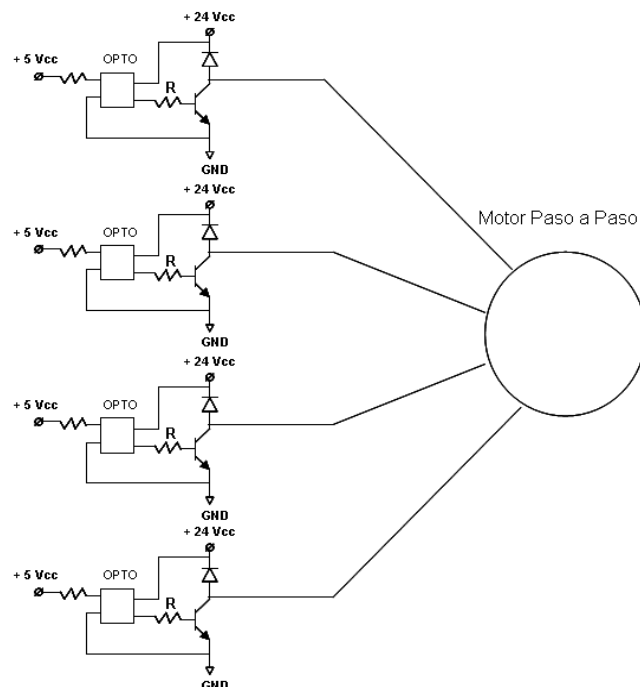 + 24 Vcc
+ 5 Vcc
OPTO
R
GND
+ 24 Vcc
+ 5 Vcc
OPTO
R
GND
Motor Paso a Paso
+ 24 Vcc
+ 5 Vcc
OPTO
R
GND
+ 24 Vcc
+ 5 Vcc
OPTO
R
GND